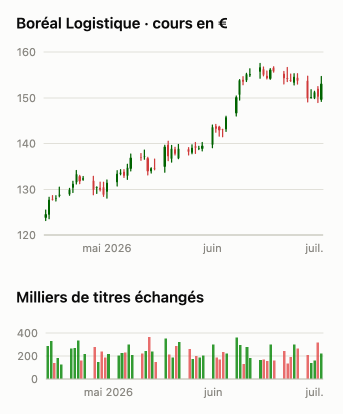 Boréal Logistique · cours en €
160
150
140
130
120
mai 2026 juin juil.
Milliers de titres échangés
400
200
0
mai 2026 juin juil.